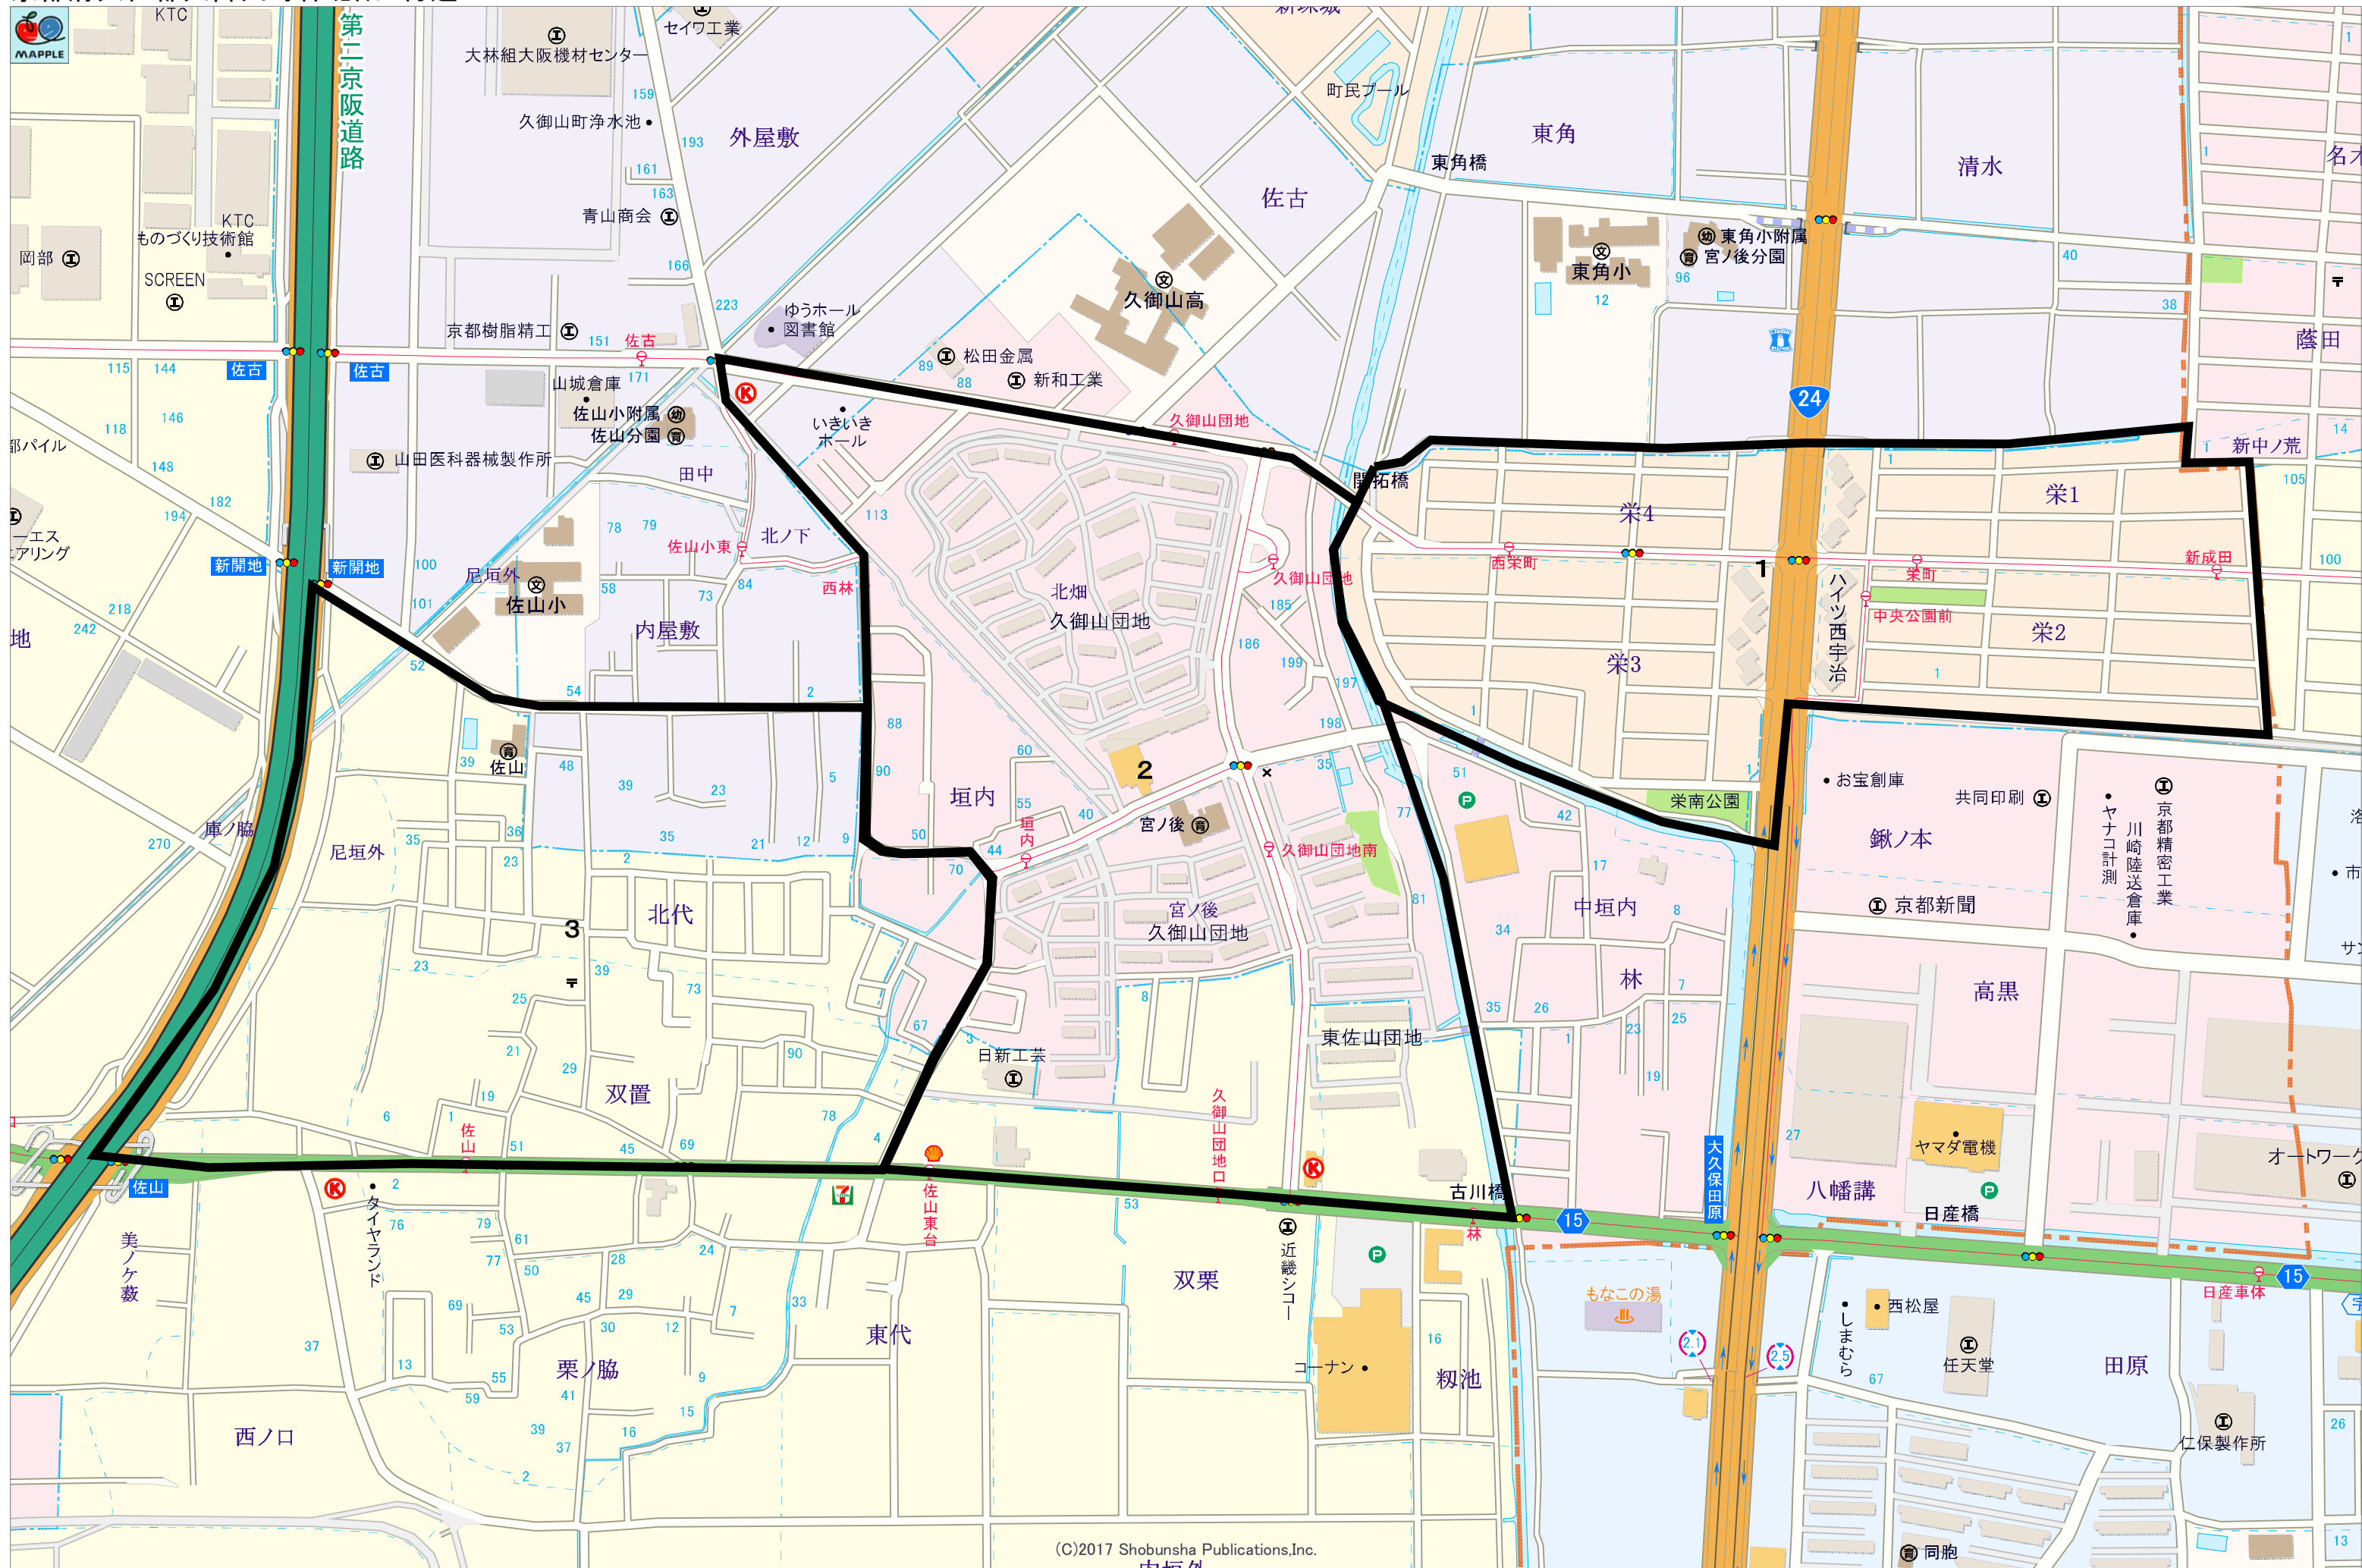 KTC
セイワ工業
第二京阪道路
MAPPLE
大林組大阪機材センター
町民プール
159
久御山町浄水池
193
外屋敷
東角
1
東角橋
清水
1
161
163
佐古
青山商会
KTC
ものづくり技術館
岡部
SCREEN
166
久御山高
東角小
12
東角小附属
宮ノ後分園
96
40
38
223
ゆうホール
図書館
京都樹脂精工
151
佐古
蔭田
115
144
佐古
佐古
171
山城倉庫
89
松田金属
88
新和工業
24
146
118
佐山小附属
佐山分園
いきいき
ホール
久御山団地
14
新中ノ荒
1
部パイル
148
山田医科器械製作所
田中
開拓橋
1
105
182
194
栄4
栄1
113
78
79
北ノ下
佐山小東
西栄町
新成田
100
新開地
新開地
100
尼垣外
佐山小
58
73
84
西林
北畑
久御山団地
久御山団地
185
186
1
栄町
中央公園前
ハイツ西宇治
218
242
101
内屋敷
199
栄3
栄2
1
地
52
54
2
197
198
88
1
佐山
39
48
39
23
5
90
60
2
35
51
1
お宝創庫
共同印刷
京都精密工業
ヤナコ計測
川崎陸送倉庫
垣内
55
垣内
40
宮ノ後
77
栄南公園
42
鍬ノ本
庫ノ脇
270
尼垣外
35
36
23
35
2
21
12
9
50
44
70
久御山団地南
17
北代
宮ノ後
久御山団地
81
中垣内
8
京都新聞
3
34
23
39
73
25
8
林
7
高黒
67
3
35
26
1
23
25
21
29
90
日新工芸
東佐山団地
19
双置
19
6
1
佐山
51
45
69
78
4
久御山団地口
大久保田原
27
ヤマダ電機
オートワーク
佐山
2
タイヤランド
佐山東台
53
古川橋
林
15
八幡講
日産橋
76
79
77
61
50
28
24
美ノケ薮
近畿シコー
双栗
15
日産車体
69
53
45
29
7
33
もなこの湯
西松屋
しまむら
30
12
東代
16
2.1
2.5
任天堂
田原
37
13
55
59
栗ノ脇
41
9
コーナン
籾池
67
15
39
37
16
2
西ノ口
仁保製作所
26
13
同胞
(C)2017 Shobunsha Publications,Inc.